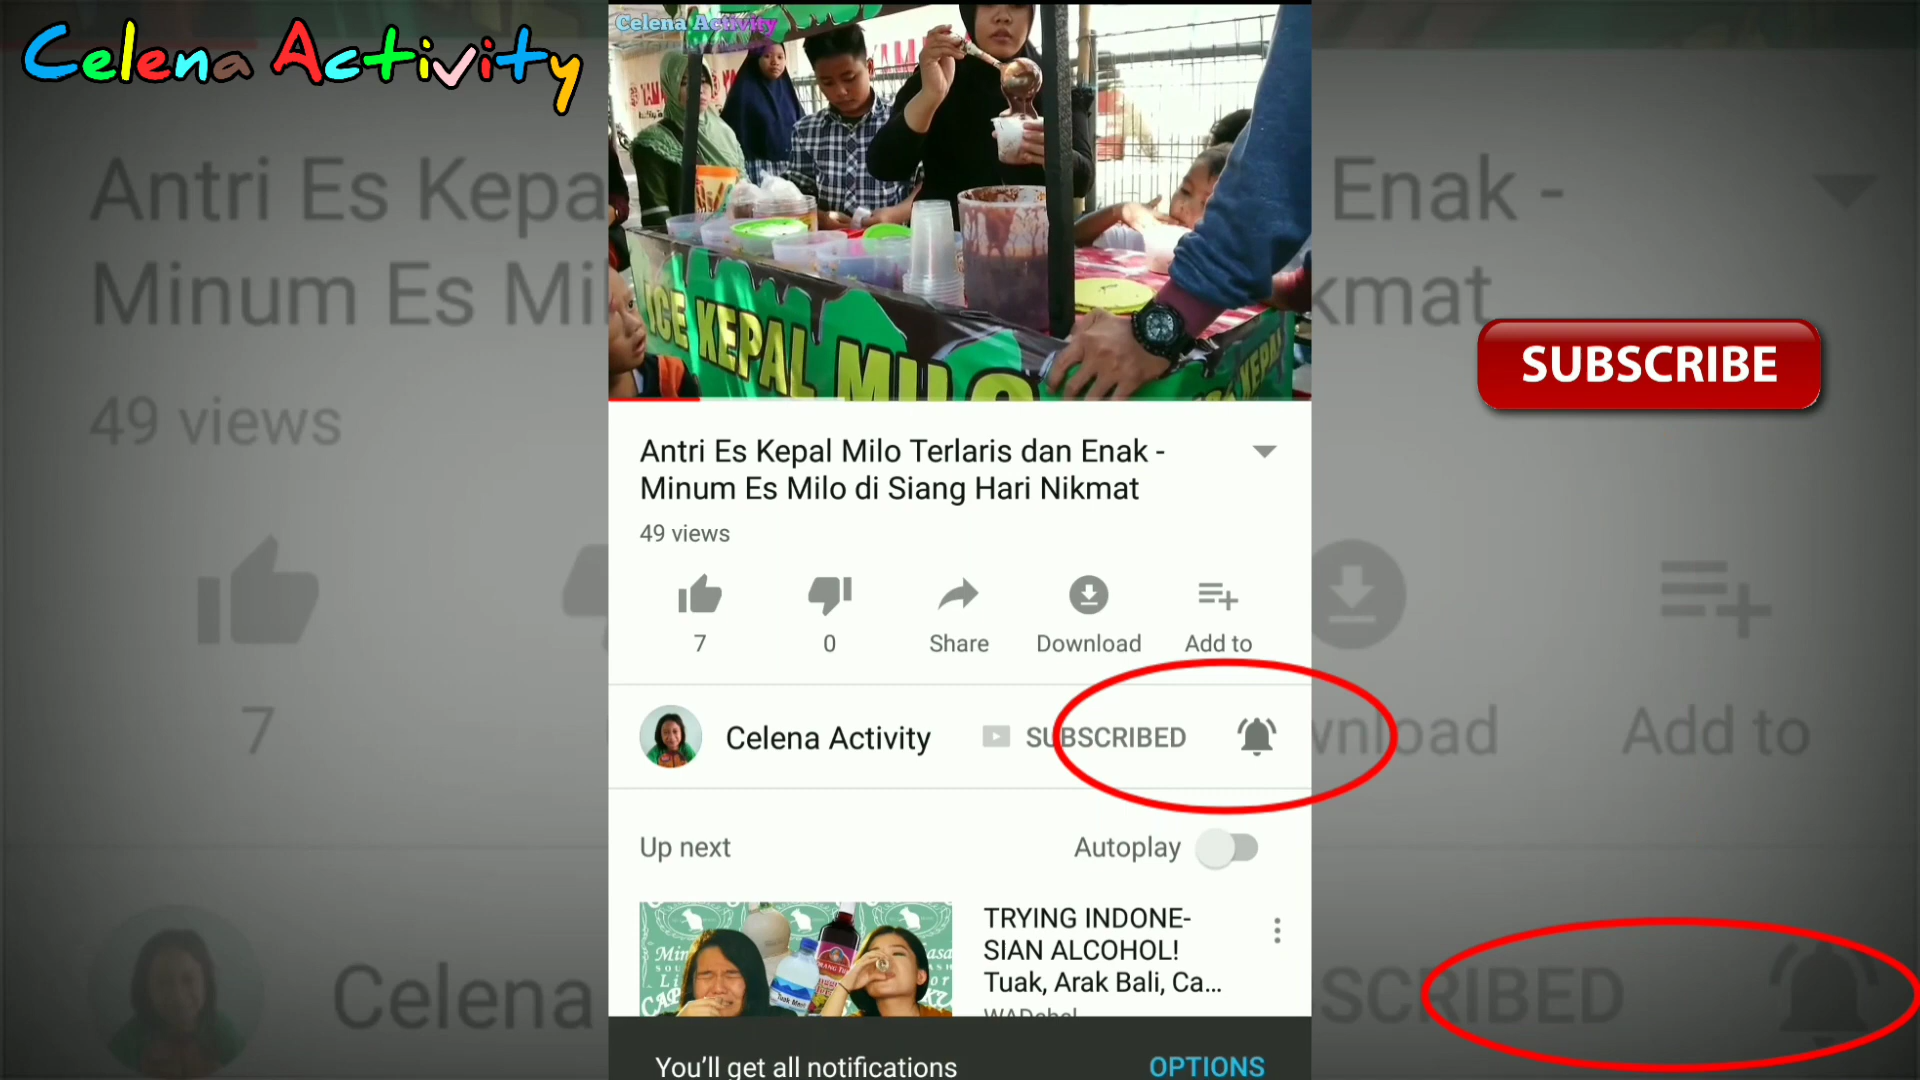 Celena Activity
Celena Activity
ICE KEPAL MILO
KEPAL
Antri Es Kepal Milo Terlaris dan Enak -
Minum Es Milo di Siang Hari Nikmat
49 views
7
0
Share
Download
Add to
Celena Activity
SUBSCRIBED
Up next
Autoplay
TRYING INDONE-
SIAN ALCOHOL!
Tuak, Arak Bali, Ca...
You'll get all notifications
OPTIONS
SUBSCRIBE
Antri Es Kepa
Enak -
Minum Es Mi
kmat
49 views
7
wnload
Add to
Celena
SCRIBED